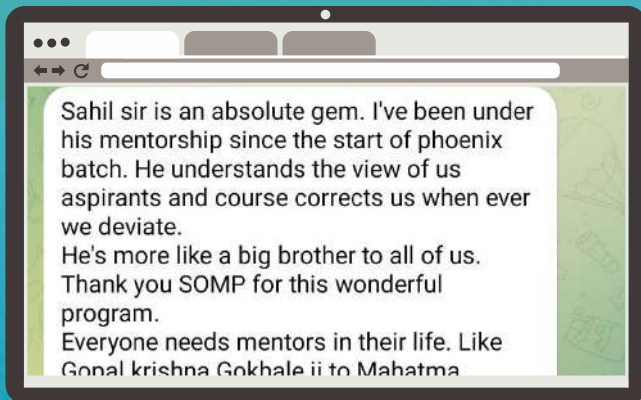 Sahil sir is an absolute gem. I've been under
his mentorship since the start of phoenix
batch. He understands the view of us
aspirants and course corrects us when ever
we deviate.
He's more like a big brother to all of us.
Thank you SOMP for this wonderful
program.
Everyone needs mentors in their life. Like
Gopal krishna Gokhale ji to Mahatma